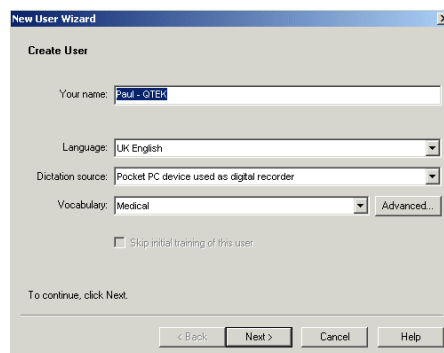 New User Wizard
Create User
Your name: Paul - QTEK
Language: UK English
Dictation source: Pocket PC device used as digital recorder
Vocabulary: Medical Advanced...
Skip initial training of this user
To continue, click Next.
< Back Next > Cancel Help